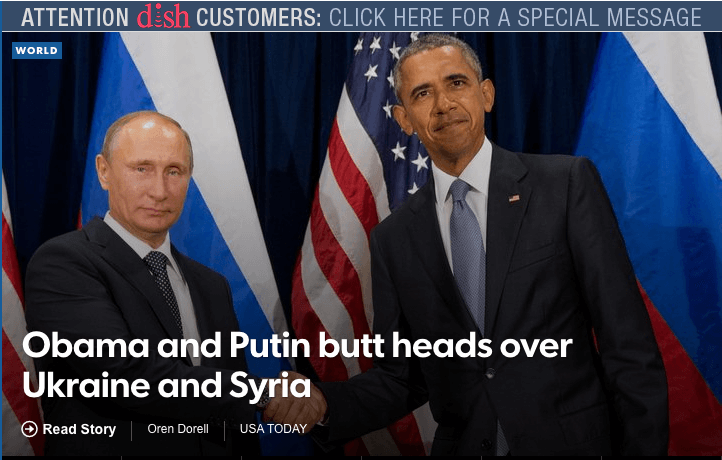 ATTENTION dish CUSTOMERS: CLICK HERE FOR A SPECIAL MESSAGE
WORLD
Obama and Putin butt heads over
Ukraine and Syria
Read Story Oren Dorell USA TODAY